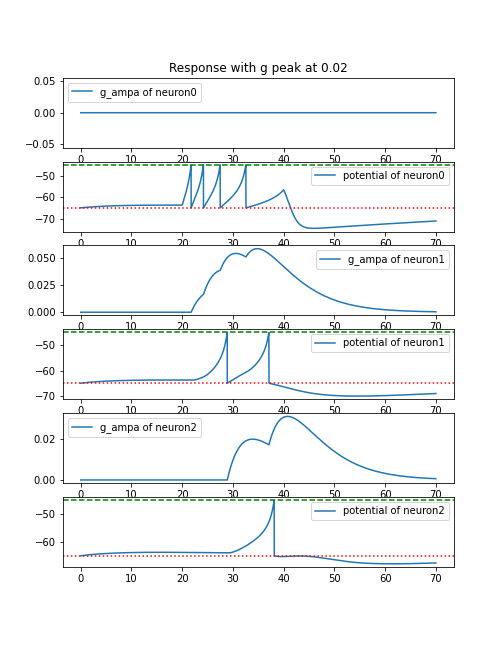 Response with g peak at 0.02
0.05
0.00
−0.05
g_ampa of neuron0
0 10 20 30 40 50 60 70
−50
−60
−70
potential of neuron0
0 10 20 30 40 50 60 70
0.050
0.025
0.000
g_ampa of neuron1
0 10 20 30 40 50 60 70
−50
−60
−70
potential of neuron1
0 10 20 30 40 50 60 70
0.02
0.00
g_ampa of neuron2
0 10 20 30 40 50 60 70
−50
−60
potential of neuron2
0 10 20 30 40 50 60 70